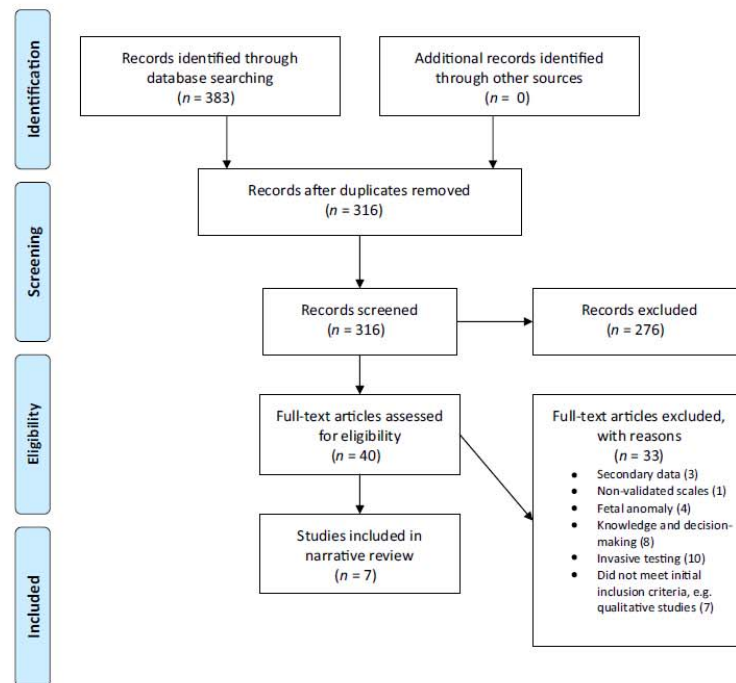 Identification
Records identified through
database searching
(n = 383)
Additional records identified
through other sources
(n = 0)
Records after duplicates removed
(n = 316)
Screening
Records screened
(n = 316)
Records excluded
(n = 276)
Eligibility
Full-text articles assessed
for eligibility
(n = 40)
Full-text articles excluded,
with reasons
(n = 33)
• Secondary data (3)
• Non-validated scales (1)
• Fetal anomaly (4)
• Knowledge and decision-
making (8)
• Invasive testing (10)
• Did not meet initial
inclusion criteria, e.g.
qualitative studies (7)
Included
Studies included in
narrative review
(n = 7)